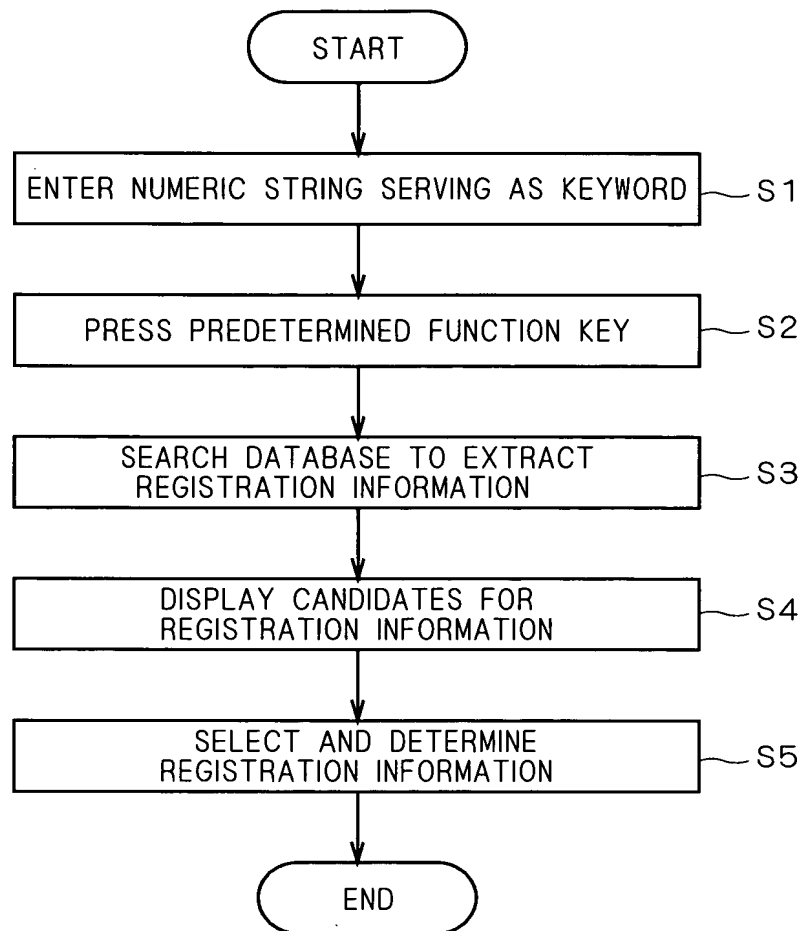 START
ENTER NUMERIC STRING SERVING AS KEYWORD
S1
PRESS PREDETERMINED FUNCTION KEY
S2
SEARCH DATABASE TO EXTRACT
REGISTRATION INFORMATION
S3
DISPLAY CANDIDATES FOR
REGISTRATION INFORMATION
S4
SELECT AND DETERMINE
REGISTRATION INFORMATION
S5
END